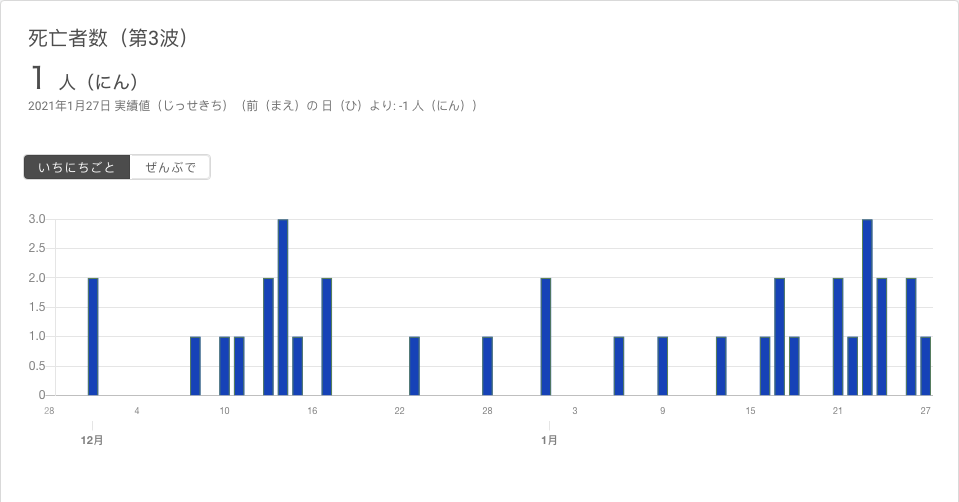 死亡者数（第3波）
1 人（にん）
2021年1月27日 実績値（じっせきち）（前（まえ）の 日（ひ）より: -1 人（にん））
いちにちごと ぜんぶで
3.0
2.5
2.0
1.5
1.0
0.5
0
28 4 10 16 22 28 3 9 15 21 27
12月 1月